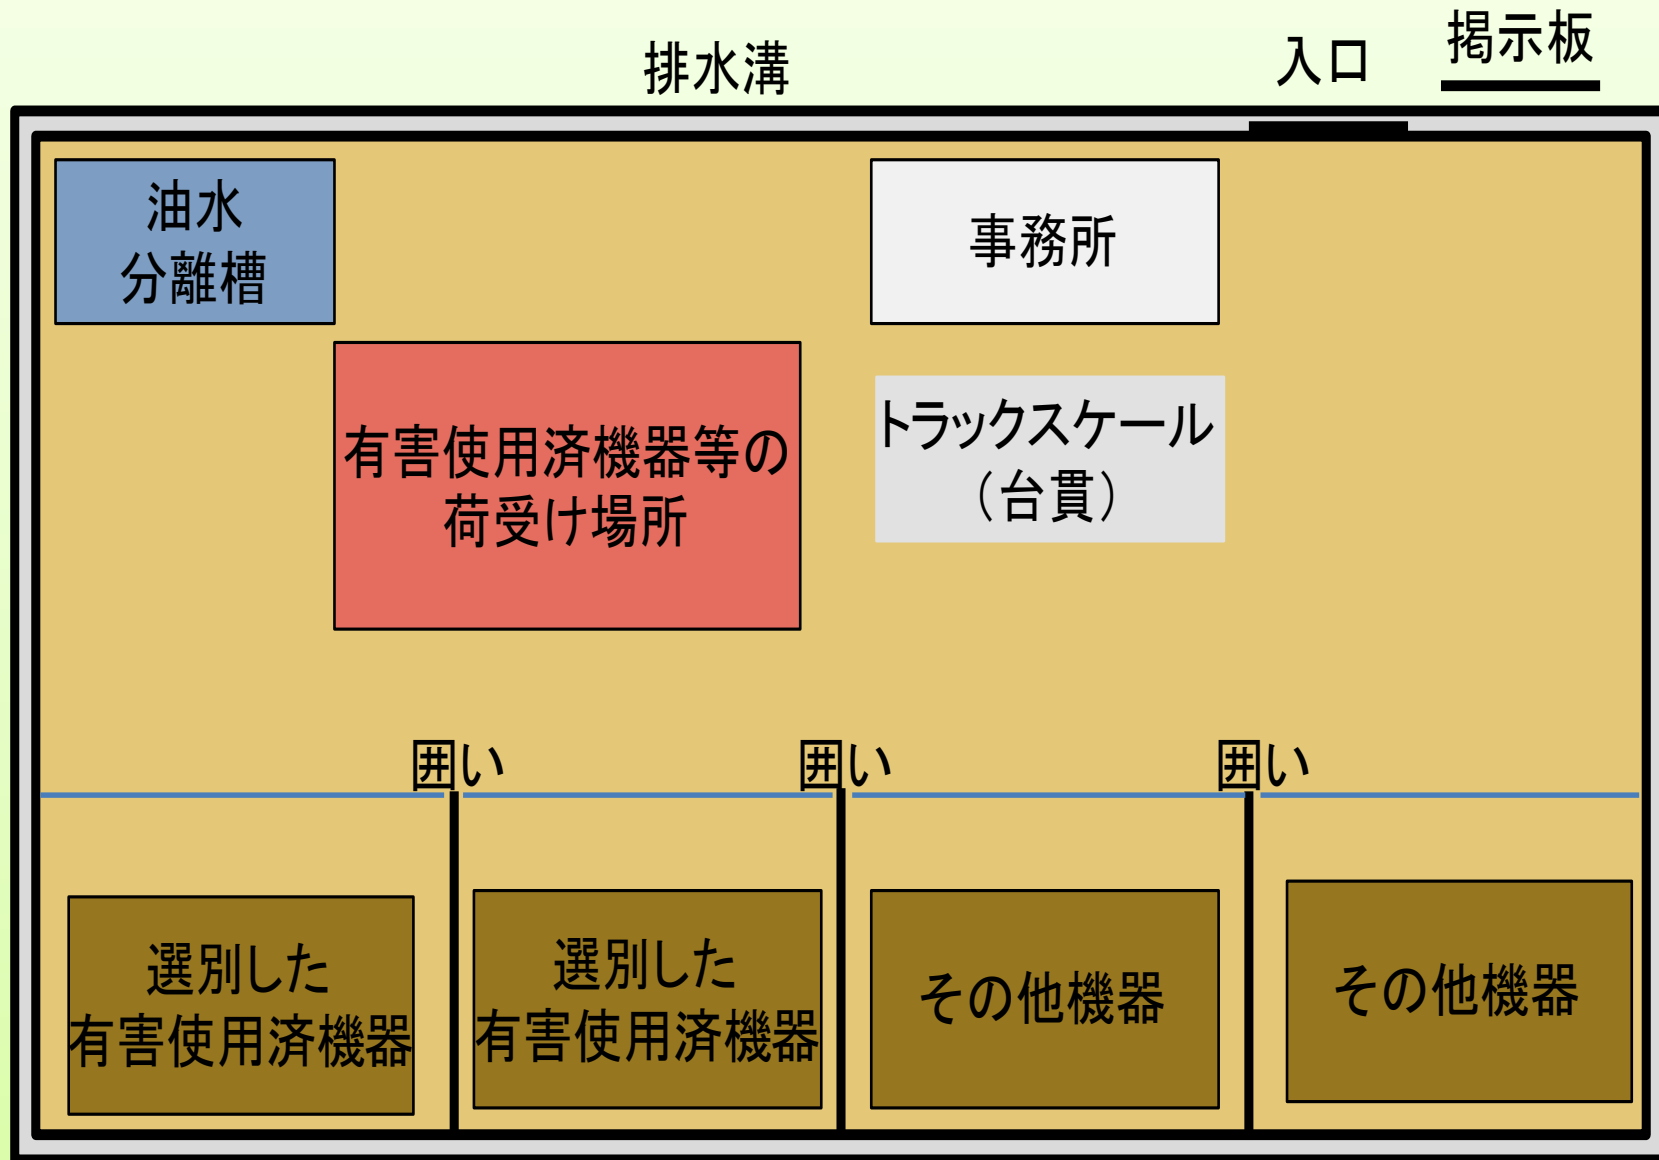 排水溝
入口
掲示板
油水
分離槽
事務所
有害使用済機器等の
荷受け場所
トラックスケール
（台貫）
囲い
囲い
囲い
選別した
有害使用済機器
選別した
有害使用済機器
その他機器
その他機器